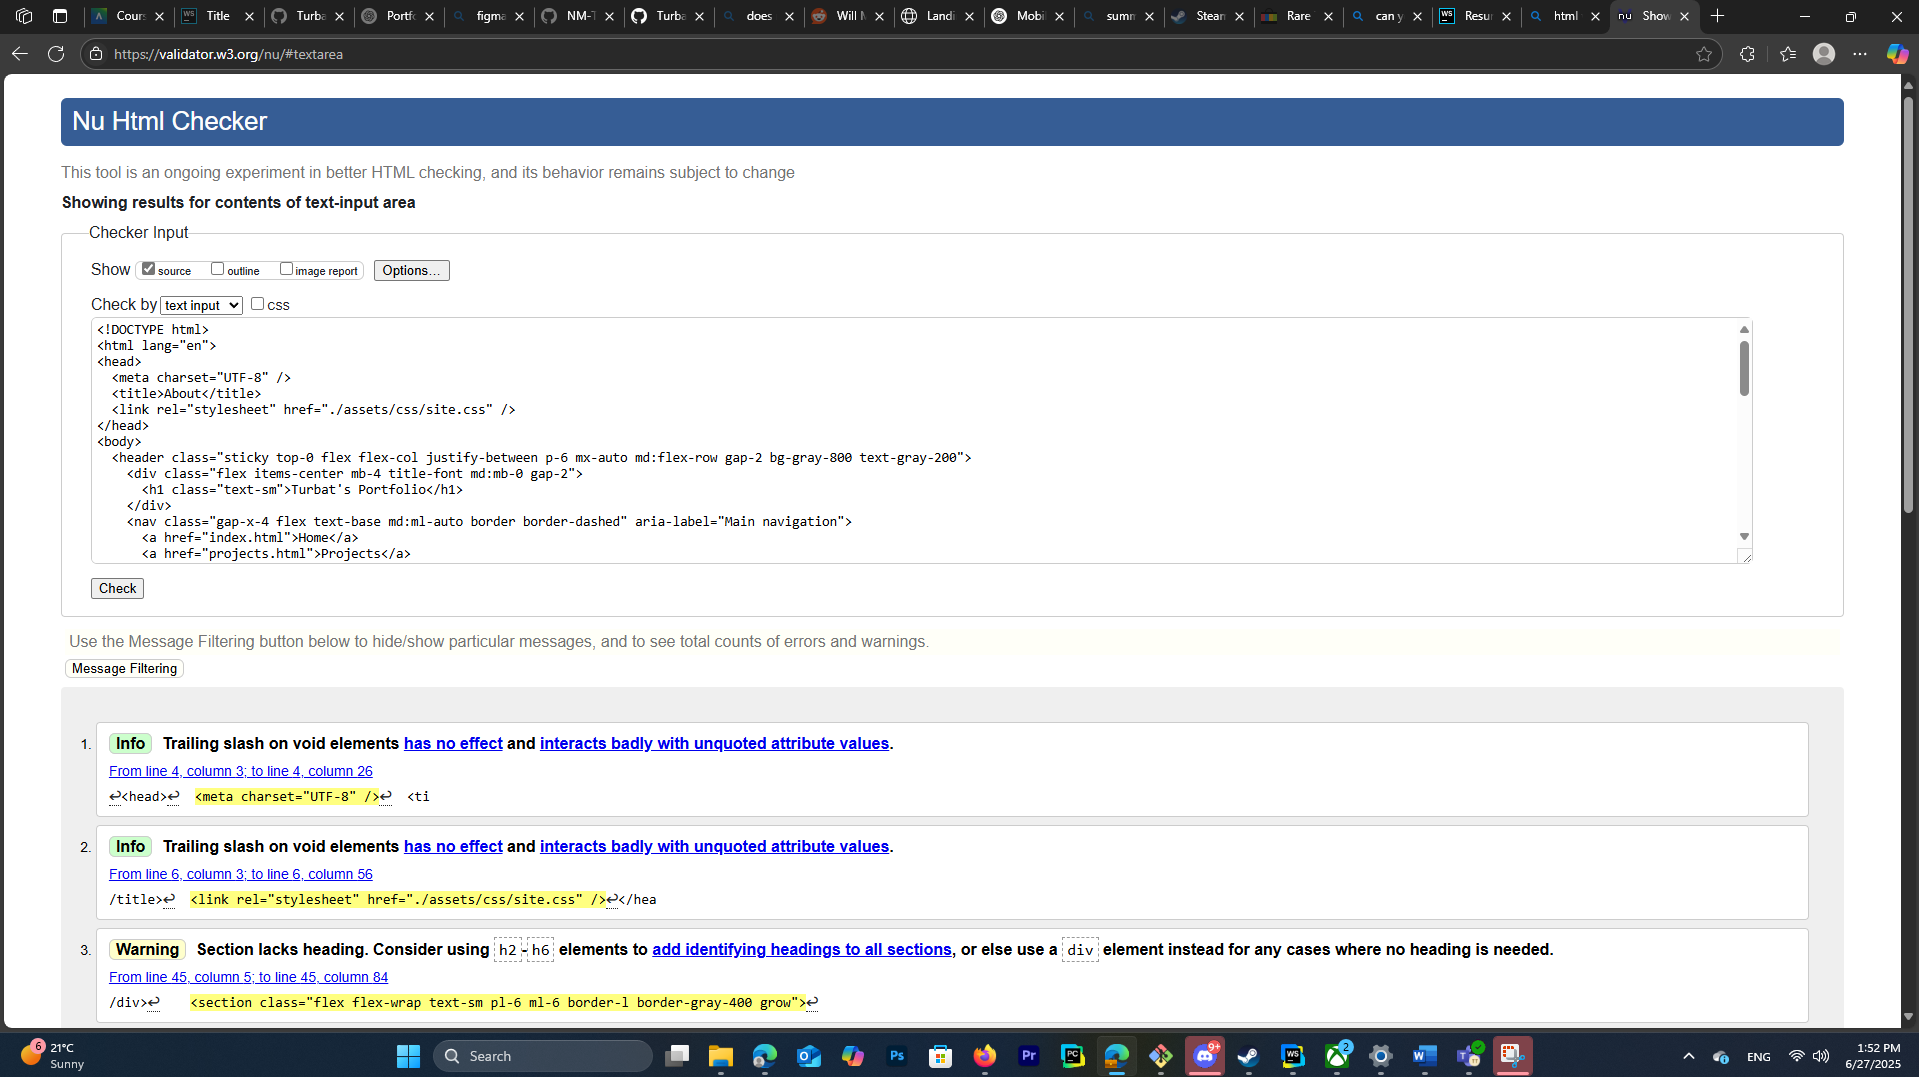 Cours
Title
Turba
Portfo
figma
NM-T
Turba
does
Will M
Landi
Mobil
summ
Steam
Rare
can y
Resur
html
Show
https://validator.w3.org/nu/#textarea
Nu Html Checker
This tool is an ongoing experiment in better HTML checking, and its behavior remains subject to change
Showing results for contents of text-input area
Checker Input
Show source outline image report Options...
Check by text input css
<!DOCTYPE html>
<html lang="en">
<head>
<meta charset="UTF-8" />
<title>About</title>
<link rel="stylesheet" href="./assets/css/site.css" />
</head>
<body>
<header class="sticky top-0 flex flex-col justify-between p-6 mx-auto md:flex-row gap-2 bg-gray-800 text-gray-200">
<div class="flex items-center mb-4 title-font md:mb-0 gap-2">
<h1 class="text-sm">Turbat's Portfolio</h1>
</div>
<nav class="gap-x-4 flex text-base md:ml-auto border border-dashed" aria-label="Main navigation">
<a href="index.html">Home</a>
<a href="projects.html">Projects</a>
Check
Use the Message Filtering button below to hide/show particular messages, and to see total counts of errors and warnings.
Message Filtering
1. Info Trailing slash on void elements has no effect and interacts badly with unquoted attribute values.
From line 4, column 3; to line 4, column 26
↩<head>↩ <meta charset="UTF-8" />↩ <ti
2. Info Trailing slash on void elements has no effect and interacts badly with unquoted attribute values.
From line 6, column 3; to line 6, column 56
/title>↩ <link rel="stylesheet" href="./assets/css/site.css" />↩</hea
3. Warning Section lacks heading. Consider using h2-h6 elements to add identifying headings to all sections, or else use a div element instead for any cases where no heading is needed.
From line 45, column 5; to line 45, column 84
/div>↩ <section class="flex flex-wrap text-sm pl-6 ml-6 border-l border-gray-400 grow">↩
6 21°C
Sunny
Search
ENG
1:52 PM
6/27/2025